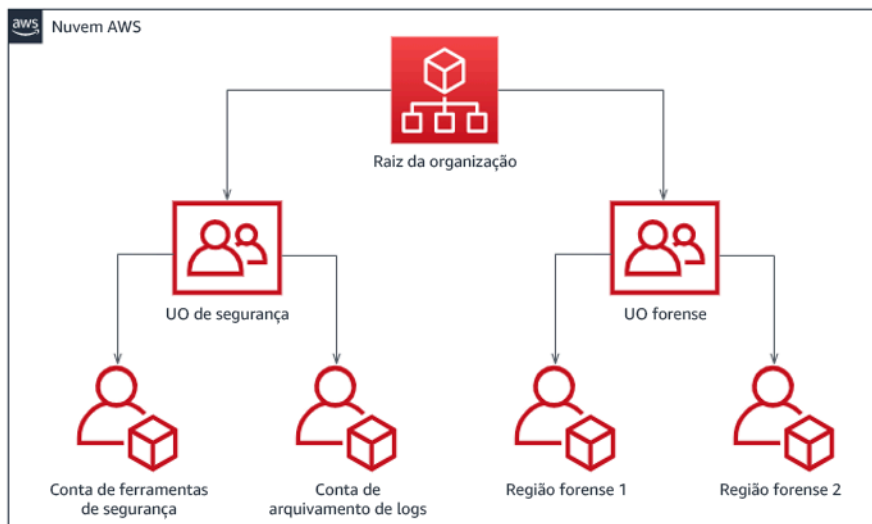 aws
Nuvem AWS
Raiz da organização
UO de segurança
UO forense
Conta de ferramentas
de segurança
Conta de
arquivamento de logs
Região forense 1
Região forense 2